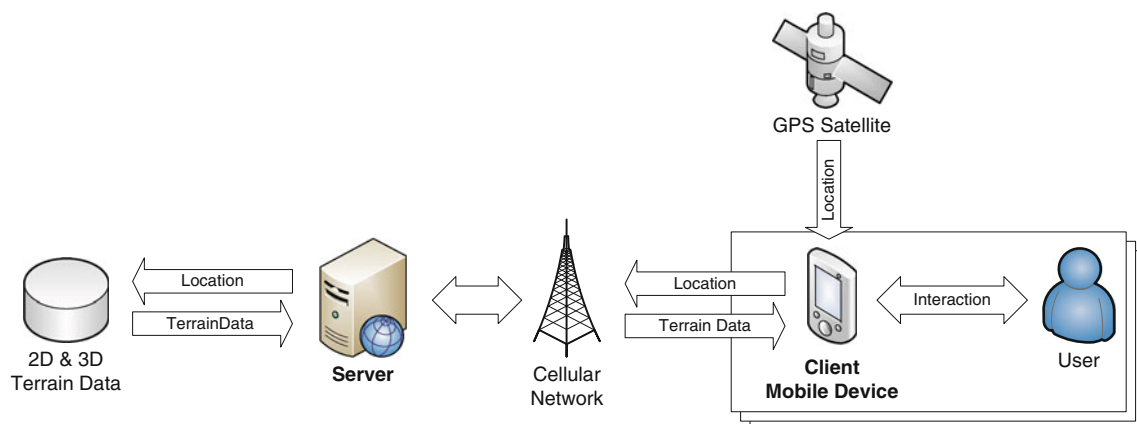 GPS Satellite
Location
Location
TerrainData
2D & 3D
Terrain Data
Server
Cellular
Network
Location
Terrain Data
Client
Mobile Device
Interaction
User